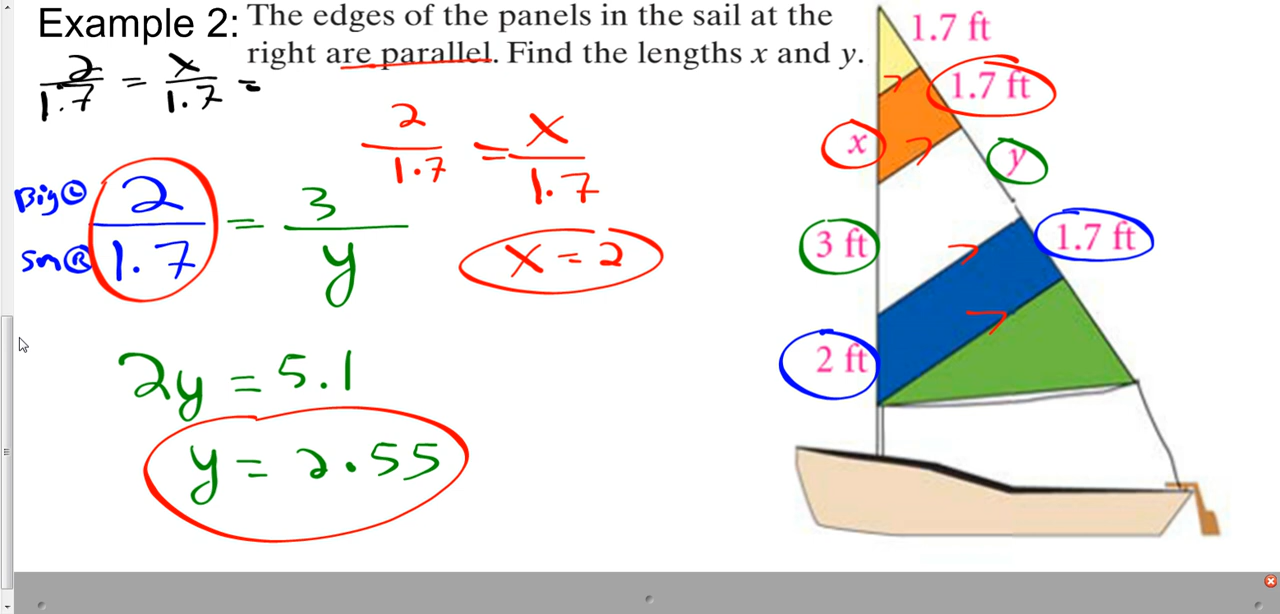 Example 2: The edges of the panels in the sail at the
right are parallel. Find the lengths x and y.
2/1.7 = x/1.7 =
2/1.7 = x/1.7
x = 2
Big
Sm
2/1.7 = 3/y
2y = 5.1
y = 2.55
1.7 ft
1.7 ft
x
y
3 ft
1.7 ft
2 ft